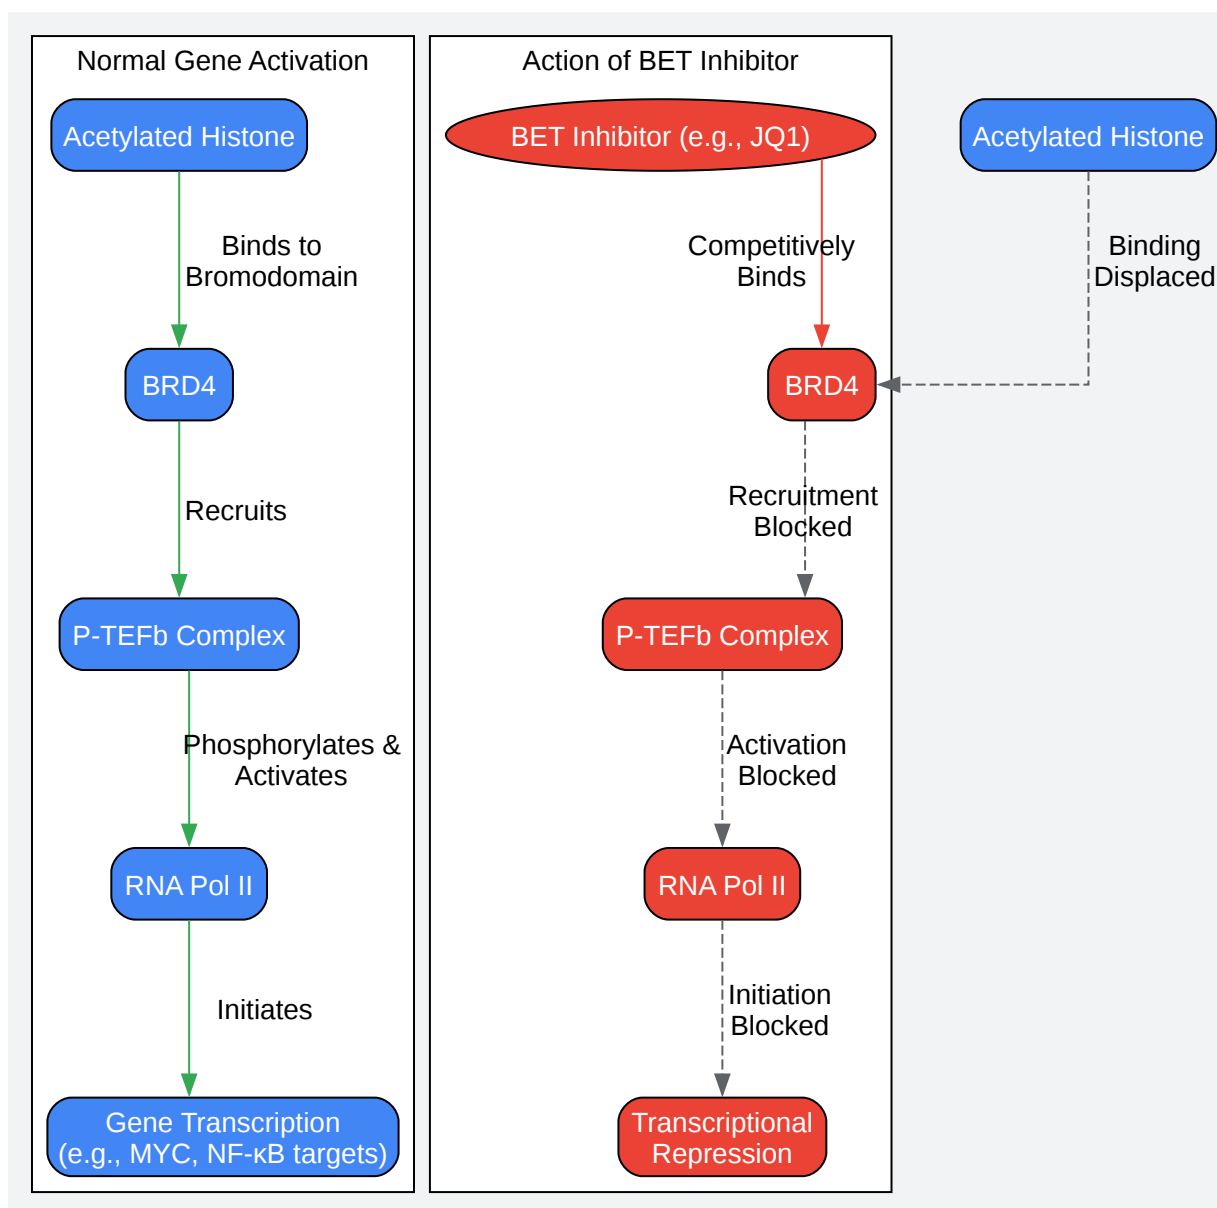 Normal Gene Activation
Acetylated Histone
Binds to
Bromodomain
BRD4
Recruits
P-TEFb Complex
Phosphorylates &
Activates
RNA Pol II
Initiates
Gene Transcription
(e.g., MYC, NF-κB targets)
Action of BET Inhibitor
BET Inhibitor (e.g., JQ1)
Competitively
Binds
BRD4
Recruitment
Blocked
P-TEFb Complex
Activation
Blocked
RNA Pol II
Initiation
Blocked
Transcriptional
Repression
Acetylated Histone
Binding
Displaced